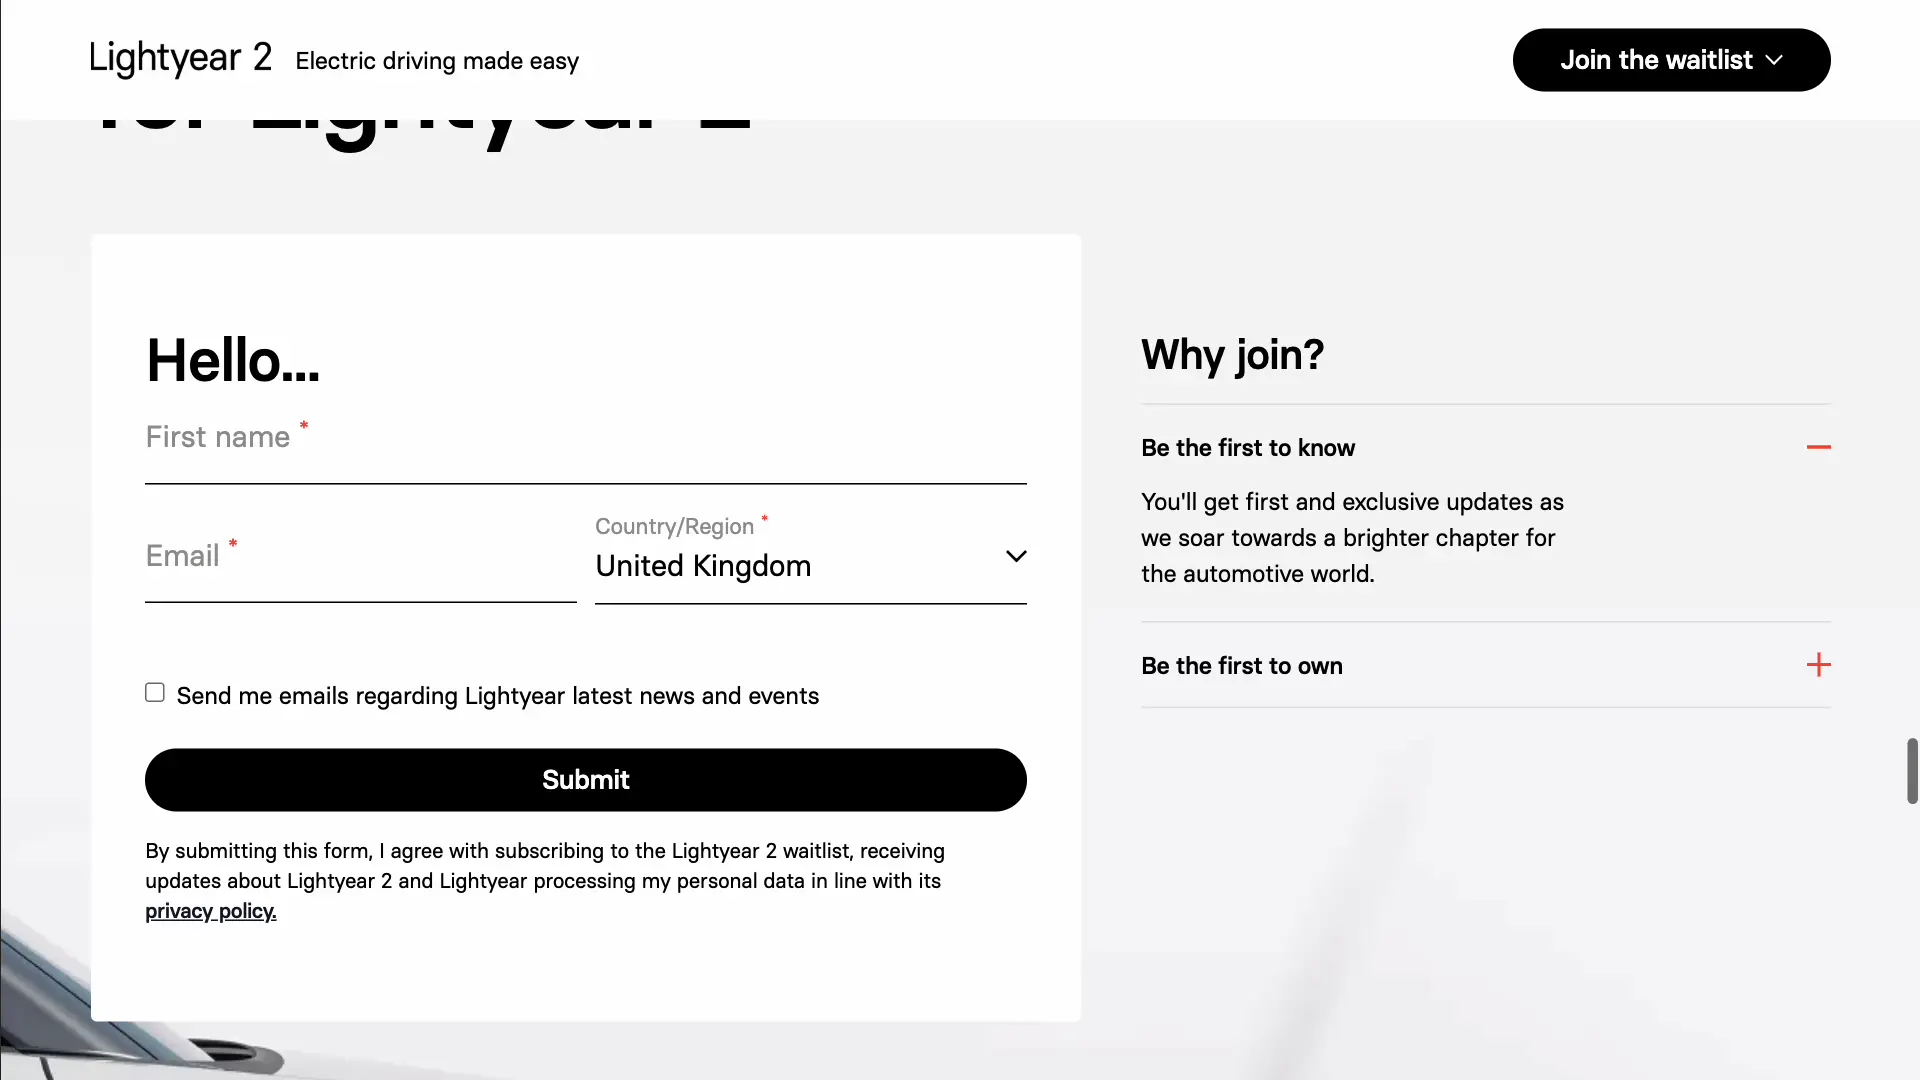 Lightyear 2 Electric driving made easy
Join the waitlist
for Lightyear 2
Hello...
First name *
Email *
Country/Region *
United Kingdom
Send me emails regarding Lightyear latest news and events
Submit
By submitting this form, I agree with subscribing to the Lightyear 2 waitlist, receiving
updates about Lightyear 2 and Lightyear processing my personal data in line with its
privacy policy.
Why join?
Be the first to know
You'll get first and exclusive updates as
we soar towards a brighter chapter for
the automotive world.
Be the first to own